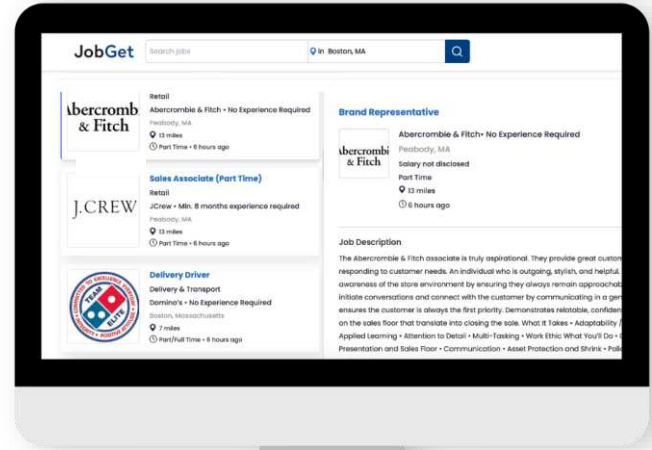 JobGet
Search jobs
in Boston, MA
Abercrombi
& Fitch
Retail
Abercrombie & Fitch • No Experience Required
Peabody, MA
13 miles
Part Time • 6 hours ago
J.CREW
Sales Associate (Part Time)
Retail
JCrew • Min. 6 months experience required
Peabody, MA
13 miles
Part Time • 6 hours ago
COMMITTED TO EXCELLENCE EVERYDAY
TEAM
ELITE
Delivery Driver
Delivery & Transport
Domino's • No Experience Required
Boston, Massachusetts
7 miles
Part/Full Time • 6 hours ago
Brand Representative
Abercrombi
& Fitch
Abercrombie & Fitch• No Experience Required
Peabody, MA
Salary not disclosed
Part Time
13 miles
6 hours ago
Job Description
The Abercrombie & Fitch associate is truly aspirational. They provide great custom
responding to customer needs. An individual who is outgoing, stylish, and helpful.
awareness of the store environment by ensuring they always remain approachab
initiate conversations and connect with the customer by communicating in a gen
ensures the customer is always the first priority. Demonstrates relatable, confiden
on the sales floor that translate into closing the sale. What It Takes • Adaptability /
Applied Learning • Attention to Detail • Multi-Tasking • Work Ethic What You'll Do •
Presentation and Sales Floor • Communication • Asset Protection and Shrink • Poli